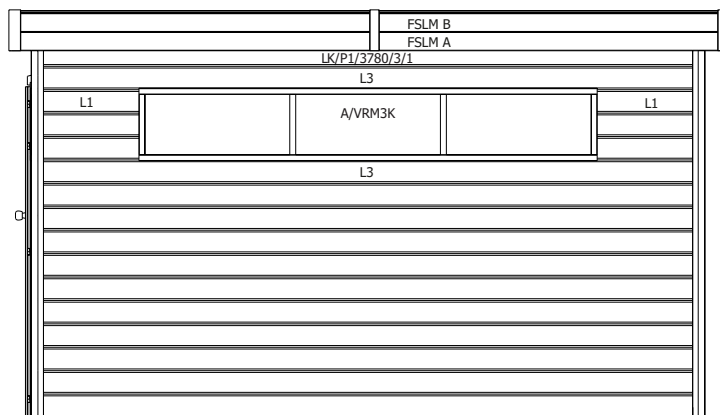 FSLM B
FSLM A
LK/P1/3780/3/1
L3
L1
L1
A/VRM3K
L3